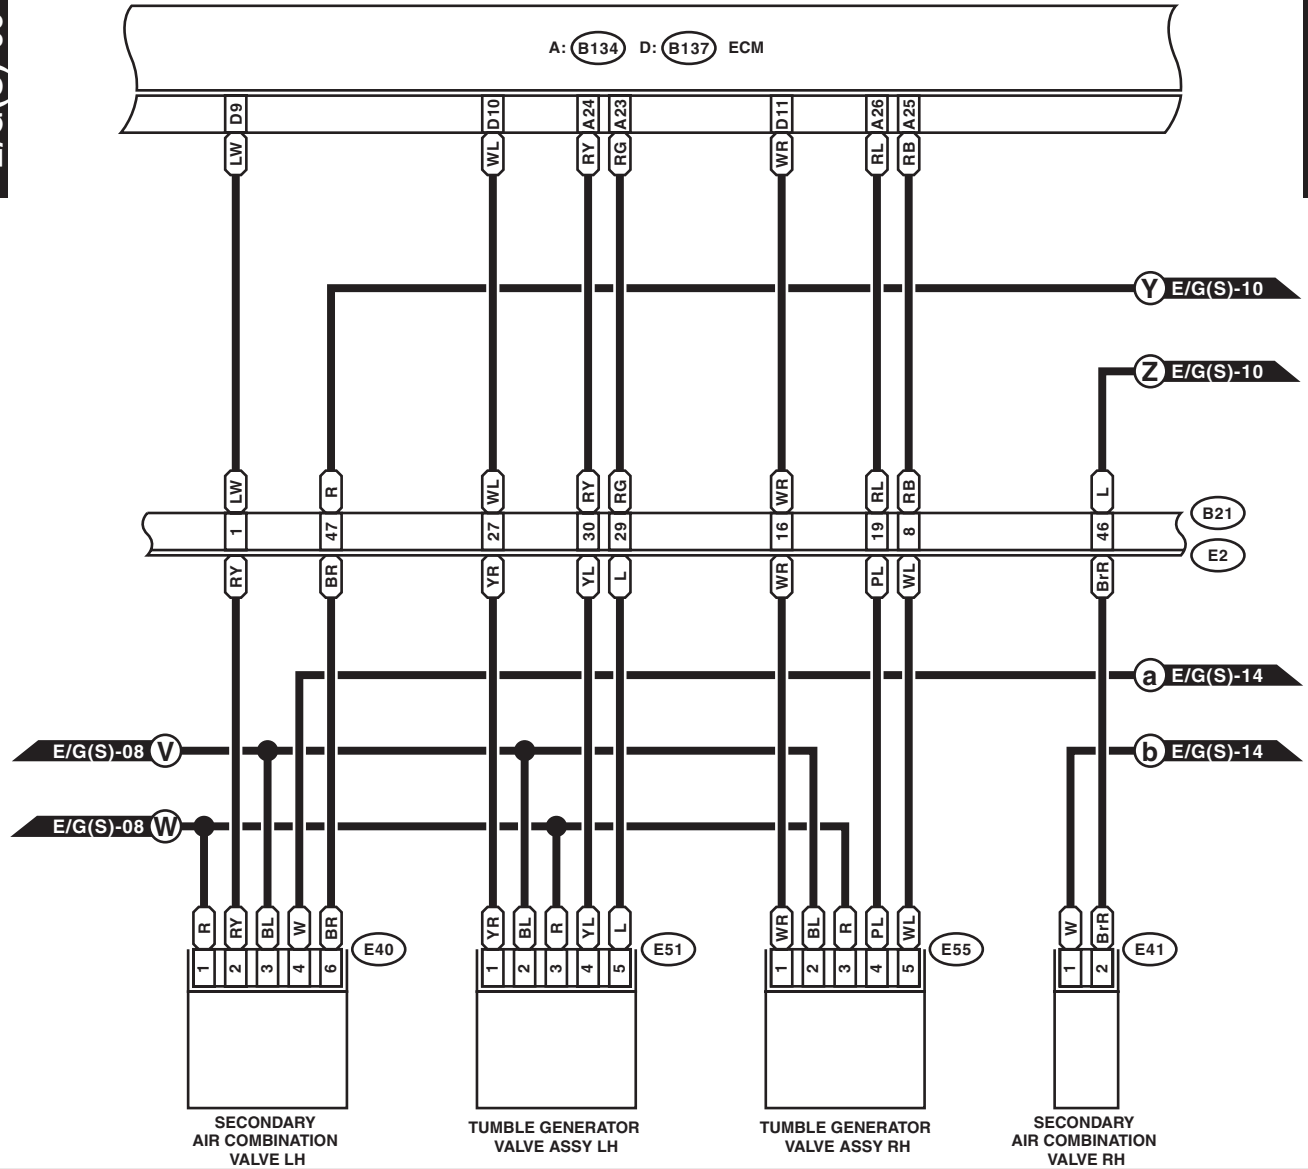 A: B134 D: B137 ECM
D9 D10 A24 A23 D11 A26 A25
LW WL RY RG WR RL RB
Y E/G(S)-10
Z E/G(S)-10
LW R WL RY RG WR RL RB L
B21
1 47 27 30 29 16 19 8 46
E2
RY BR YR YL L WR PL WL BrR
a E/G(S)-14
E/G(S)-08 V
b E/G(S)-14
E/G(S)-08 W
R RY BL W BR YR BL R YL L WR BL R PL WL W BrR
E40 E51 E55 E41
1 2 3 4 6 1 2 3 4 5 1 2 3 4 5 1 2
SECONDARY
AIR COMBINATION
VALVE LH
TUMBLE GENERATOR
VALVE ASSY LH
TUMBLE GENERATOR
VALVE ASSY RH
SECONDARY
AIR COMBINATION
VALVE RH